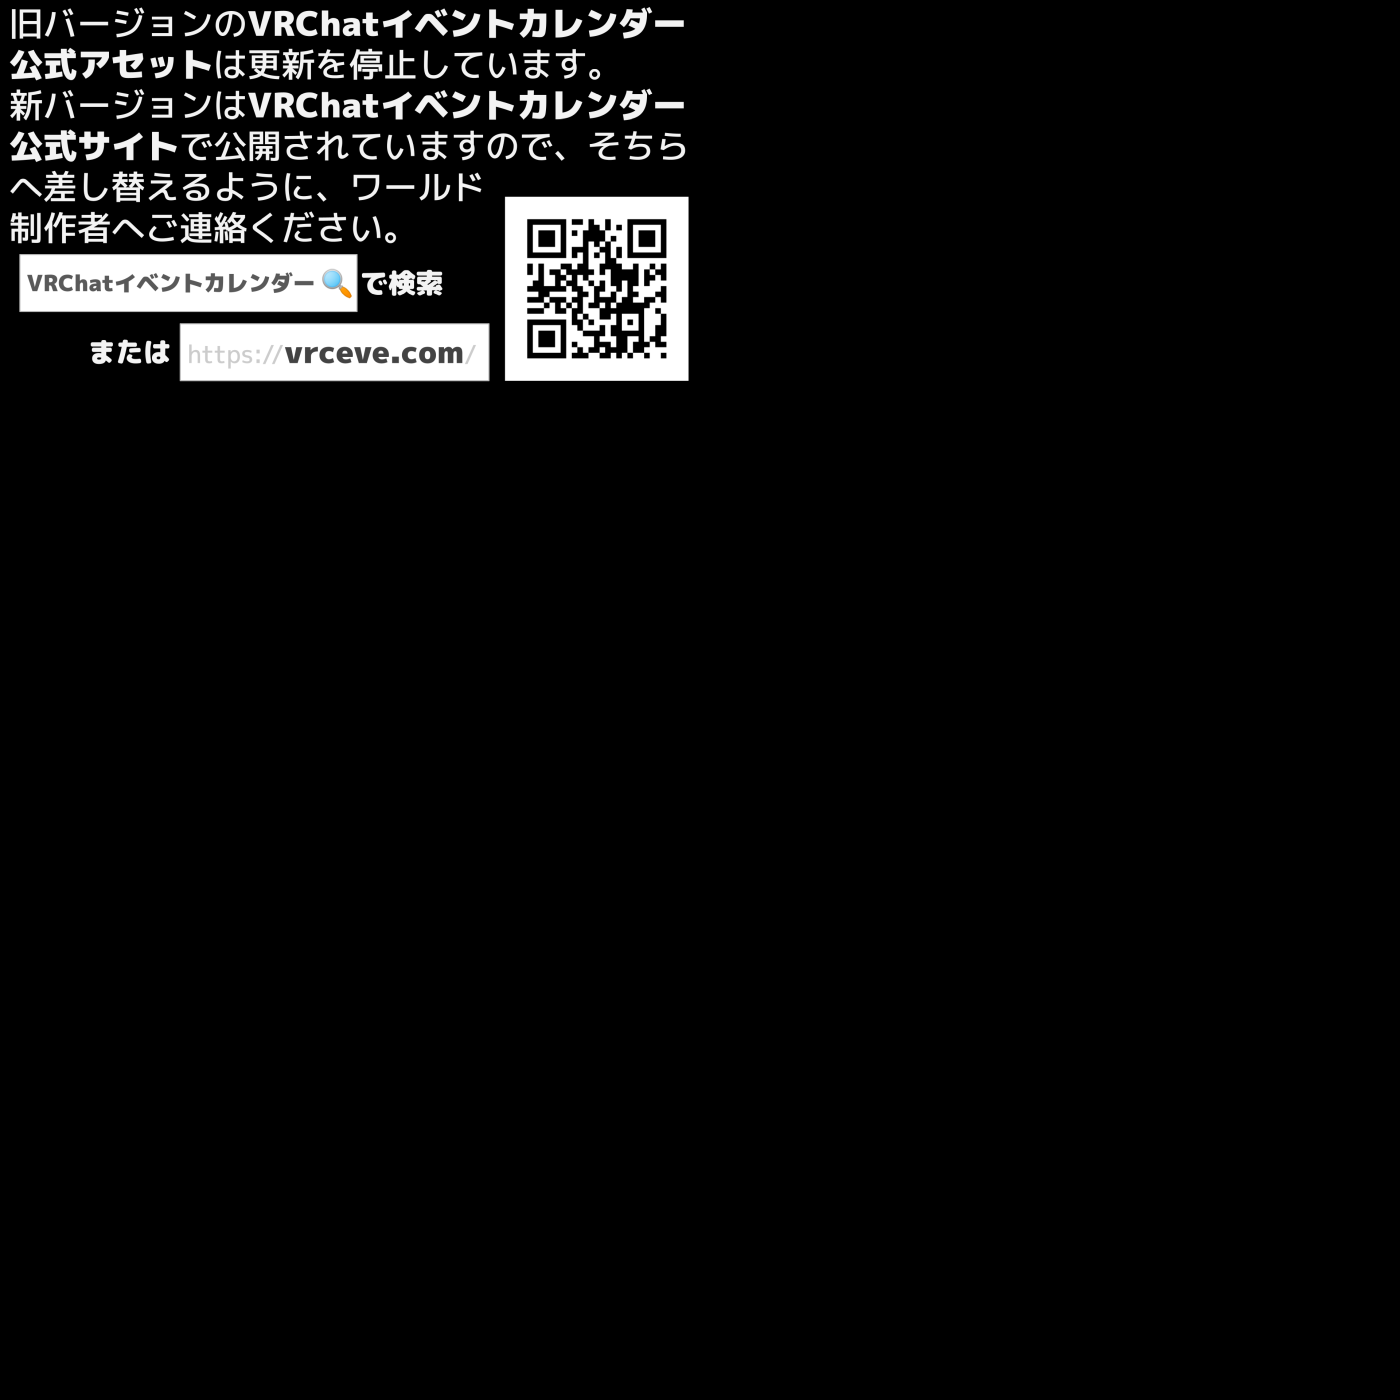 旧バージョンのVRChatイベントカレンダー
公式アセットは更新を停止しています。
新バージョンはVRChatイベントカレンダー
公式サイトで公開されていますので、そちら
へ差し替えるように、ワールド
制作者へご連絡ください。
VRChatイベントカレンダー で検索
または https://vrceve.com/